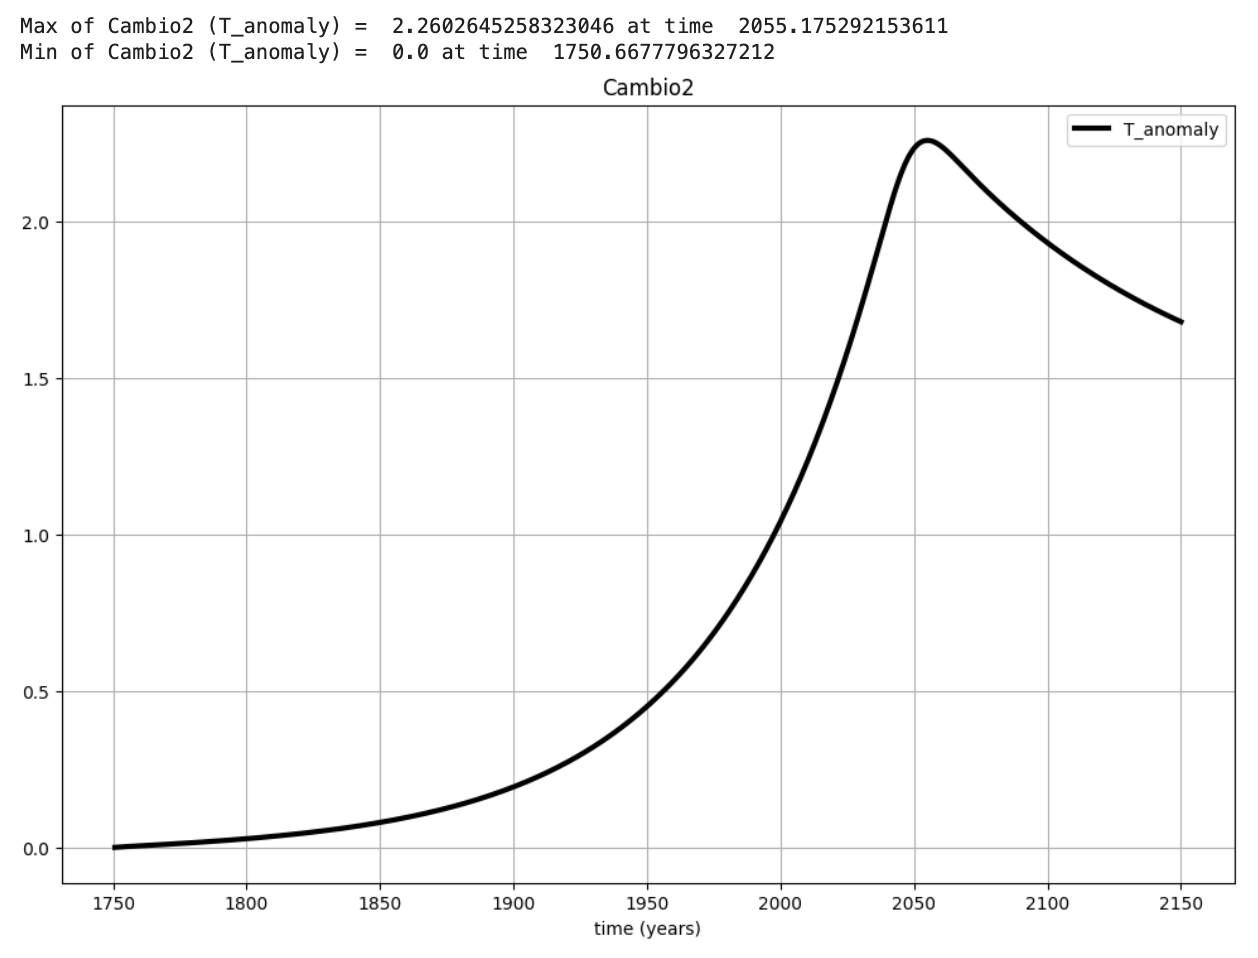 Max of Cambio2 (T_anomaly) =  2.2602645258323046 at time  2055.175292153611
Min of Cambio2 (T_anomaly) =  0.0 at time  1750.6677796327212
Cambio2
T_anomaly
2.0
1.5
1.0
0.5
0.0
1750 1800 1850 1900 1950 2000 2050 2100 2150
time (years)